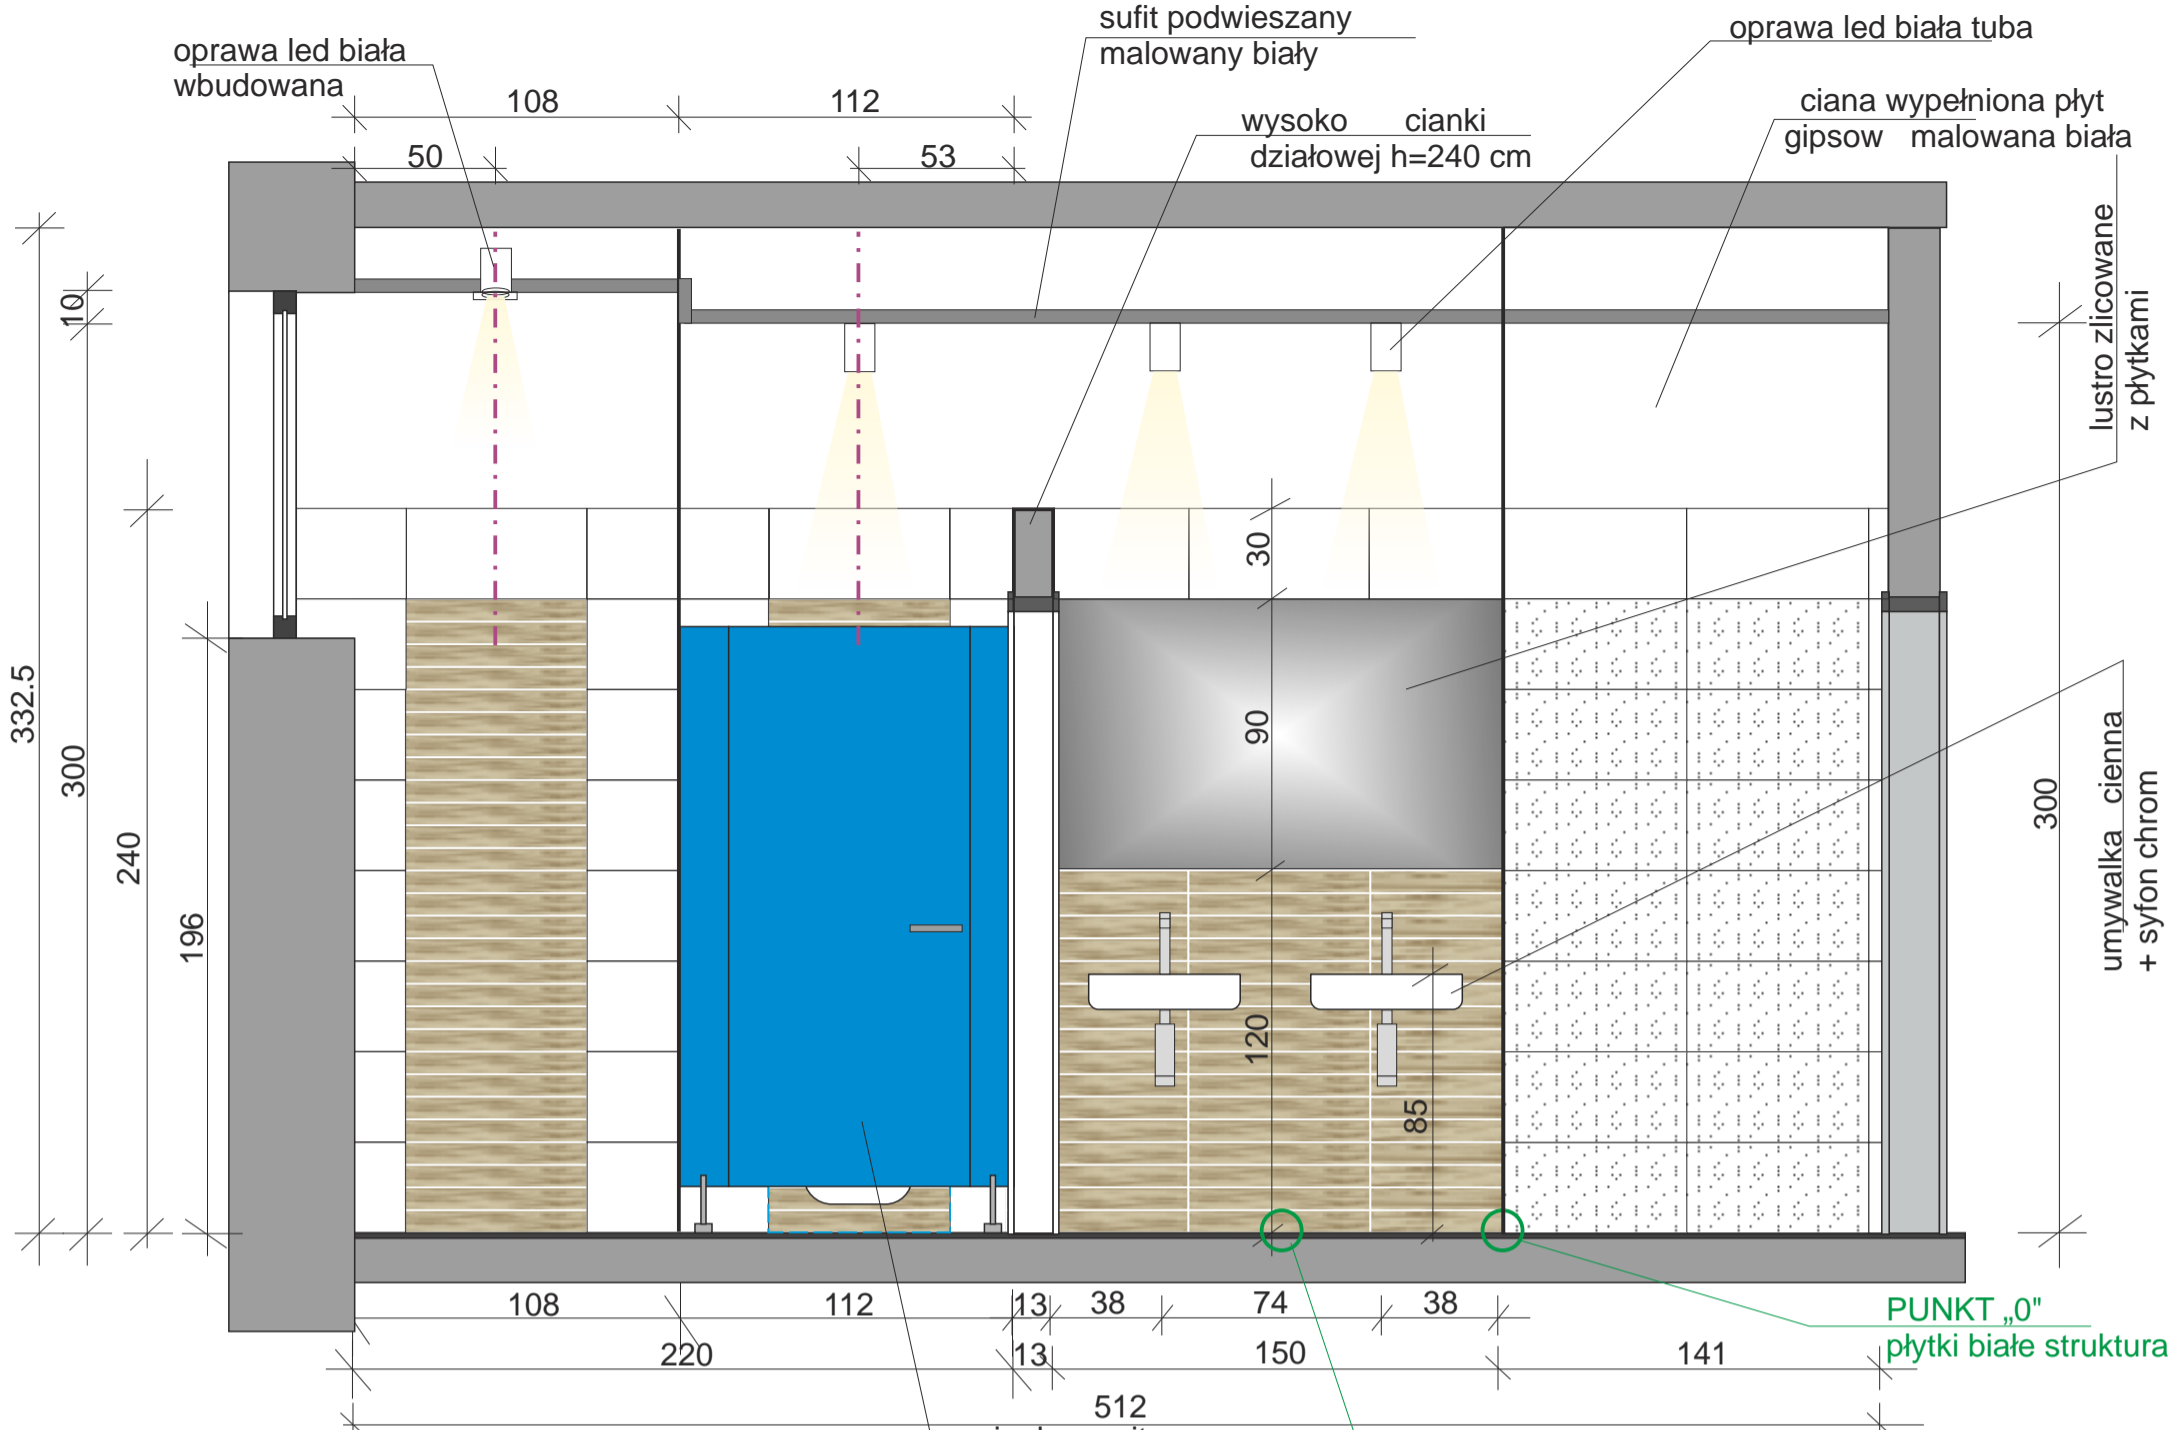 sufit podwieszany
malowany biały
oprawa led biała tuba
oprawa led biała
wbudowana
108
112
wysoko cianki
działowej h=240 cm
ciana wypełniona płyt
gipsow malowana biała
50
53
lustro zlicowane
z płytkami
10
30
332.5
300
240
196
90
120
85
300
umywalka cienna
+ syfon chrom
108
112
13
38
74
38
PUNKT „0"
płytki białe struktura
220
13
150
141
512